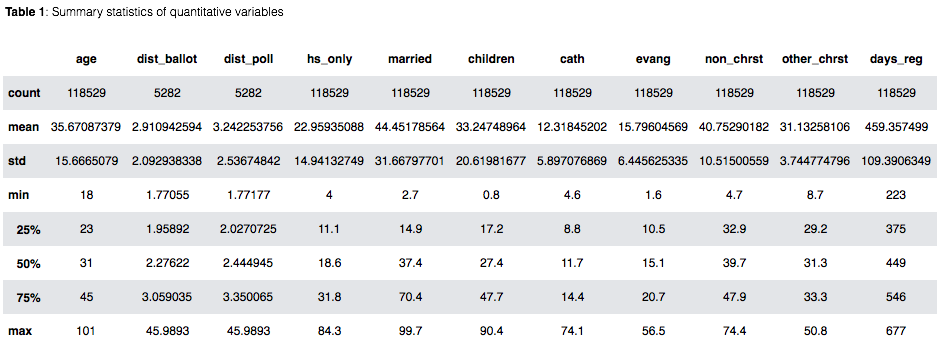 Table 1: Summary statistics of quantitative variables
age dist_ballot dist_poll hs_only married children cath evang non_chrst other_chrst days_reg
count 118529 5282 5282 118529 118529 118529 118529 118529 118529 118529 118529
mean 35.67087379 2.910942594 3.242253756 22.95935088 44.45178564 33.24748964 12.31845202 15.79604569 40.75290182 31.13258106 459.357499
std 15.6665079 2.092938338 2.53674842 14.94132749 31.66797701 20.61981677 5.897076869 6.445625335 10.51500559 3.744774796 109.3906349
min 18 1.77055 1.77177 4 2.7 0.8 4.6 1.6 4.7 8.7 223
25% 23 1.95892 2.0270725 11.1 14.9 17.2 8.8 10.5 32.9 29.2 375
50% 31 2.27622 2.444945 18.6 37.4 27.4 11.7 15.1 39.7 31.3 449
75% 45 3.059035 3.350065 31.8 70.4 47.7 14.4 20.7 47.9 33.3 546
max 101 45.9893 45.9893 84.3 99.7 90.4 74.1 56.5 74.4 50.8 677